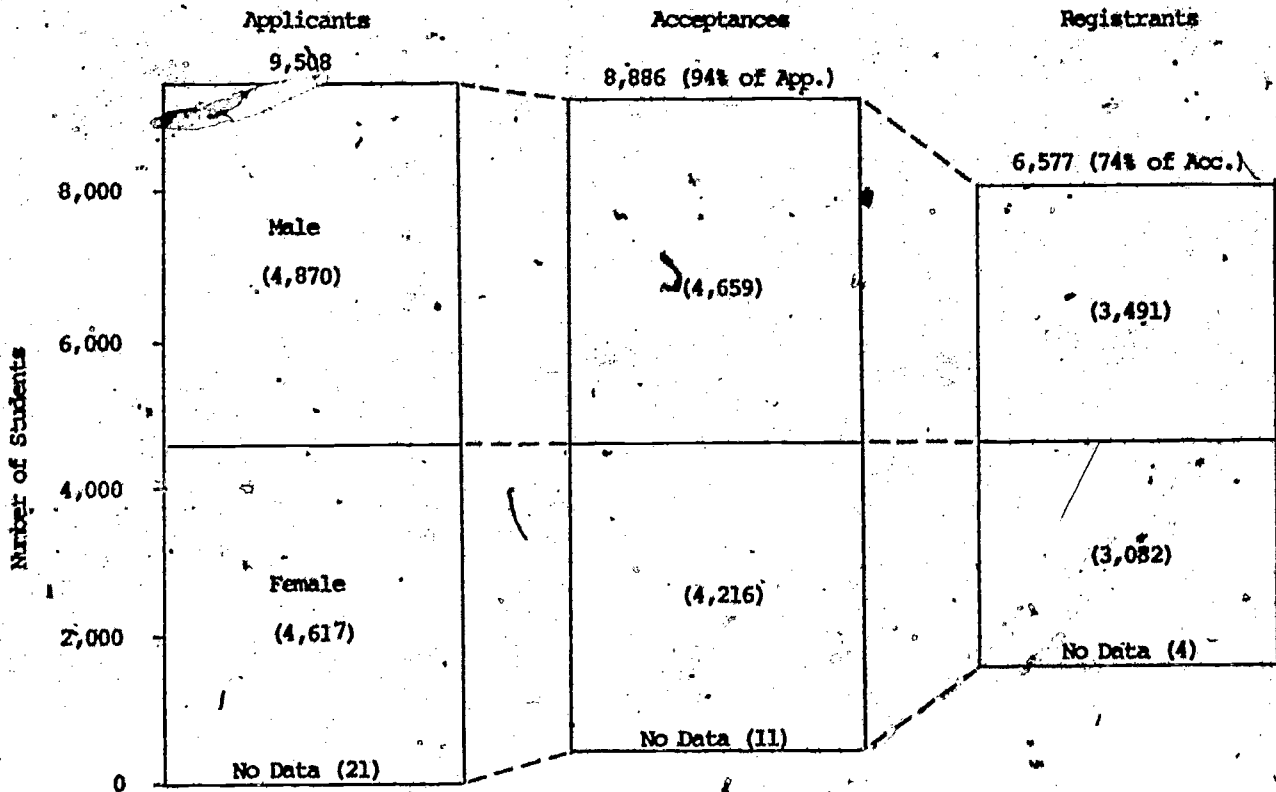 Applicants
Acceptances
Registrants
9,508
8,886 (94% of App.)
6,577 (74% of Acc.)
8,000
Male
(4,870)
(4,659)
(3,491)
6,000
Number of Students
4,000
Female
(4,617)
(4,216)
(3,082)
2,000
No Data (4)
No Data (11)
No Data (21)
0